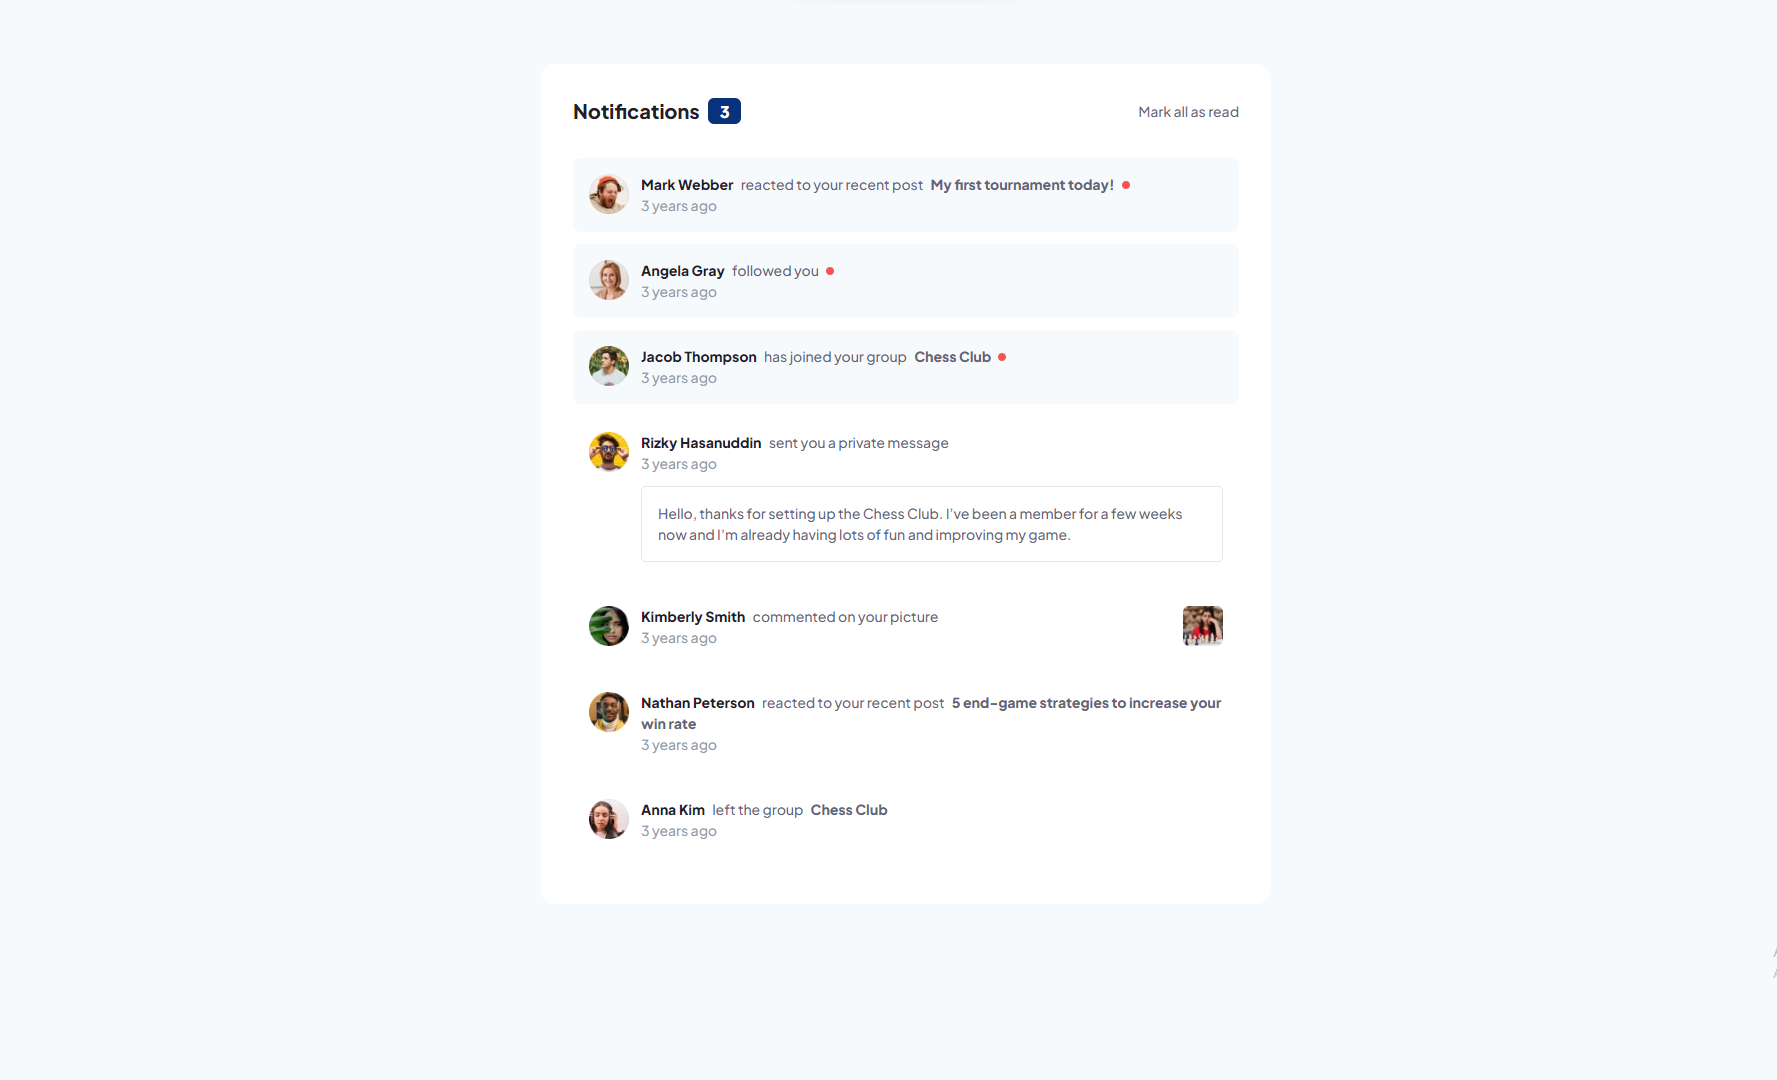 Notifications 3
Mark all as read
Mark Webber reacted to your recent post My first tournament today!
3 years ago
Angela Gray followed you
3 years ago
Jacob Thompson has joined your group Chess Club
3 years ago
Rizky Hasanuddin sent you a private message
3 years ago
Hello, thanks for setting up the Chess Club. I’ve been a member for a few weeks
now and I’m already having lots of fun and improving my game.
Kimberly Smith commented on your picture
3 years ago
Nathan Peterson reacted to your recent post 5 end-game strategies to increase your
win rate
3 years ago
Anna Kim left the group Chess Club
3 years ago